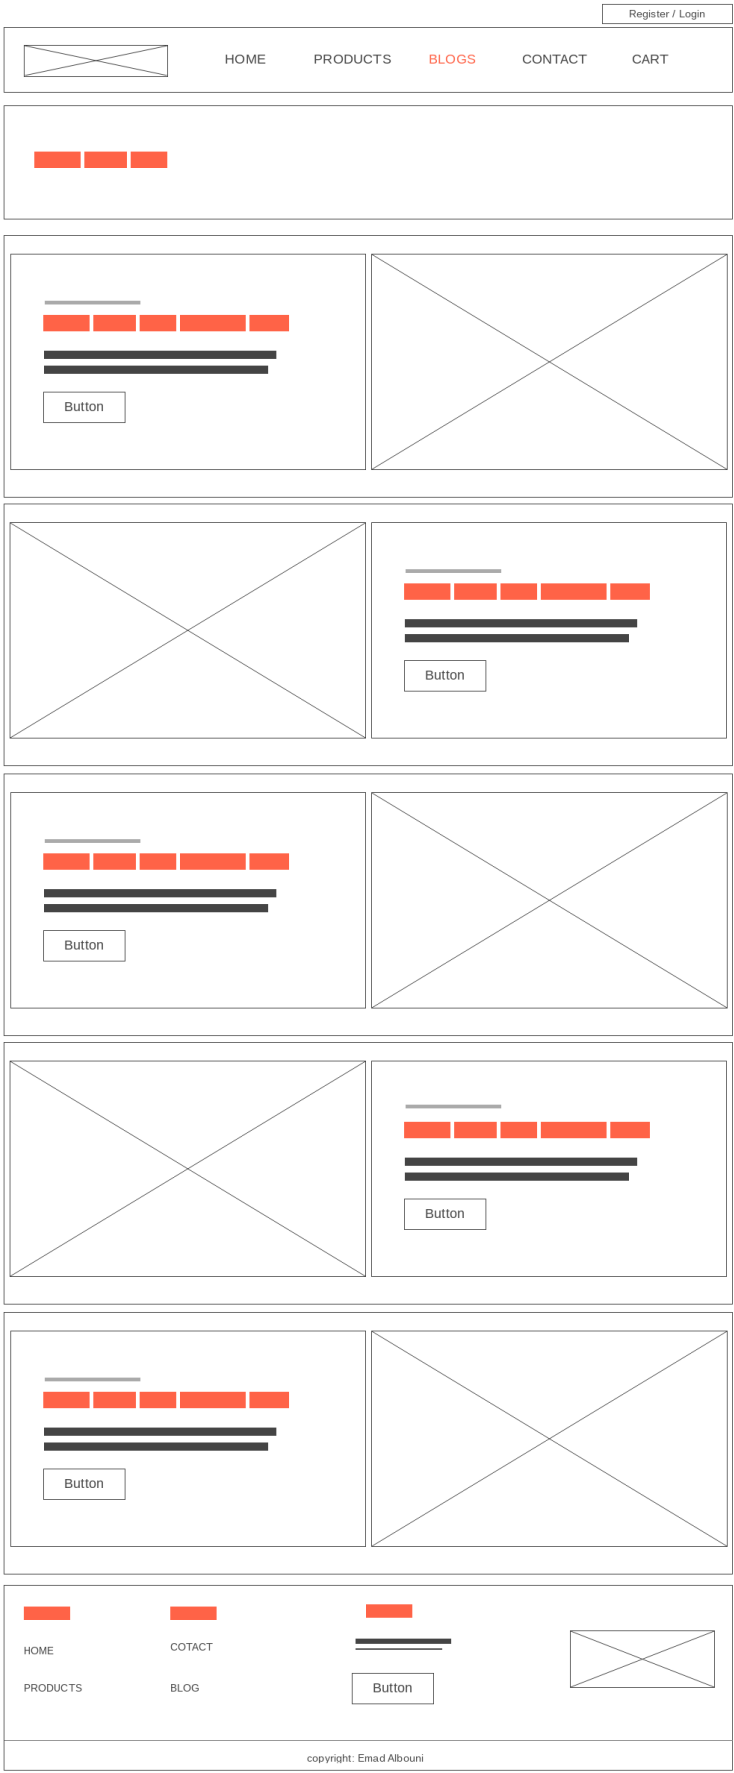 Register / Login
HOME PRODUCTS BLOGS CONTACT CART
Button
Button
Button
Button
Button
HOME
PRODUCTS
COTACT
BLOG
Button
copyright: Emad Albouni